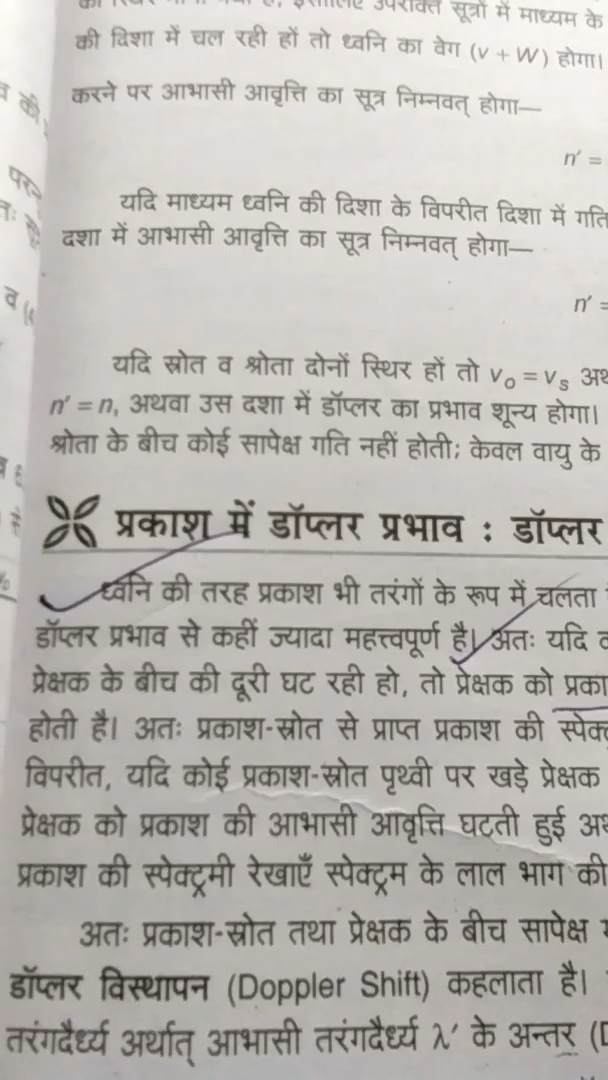 उपरोक्त सूत्रों में माध्यम के
की दिशा में चल रही हों तो ध्वनि का वेग (v + W) होगा।
करने पर आभासी आवृत्ति का सूत्र निम्नवत् होगा—
n′ =
यदि माध्यम ध्वनि की दिशा के विपरीत दिशा में गति
दशा में आभासी आवृत्ति का सूत्र निम्नवत् होगा—
n′ =
यदि स्रोत व श्रोता दोनों स्थिर हों तो vo = vs
n′ = n, अथवा उस दशा में डॉप्लर का प्रभाव शून्य होगा।
श्रोता के बीच कोई सापेक्ष गति नहीं होती; केवल वायु के
प्रकाश में डॉप्लर प्रभाव : डॉप्लर
ध्वनि की तरह प्रकाश भी तरंगों के रूप में चलता
डॉप्लर प्रभाव से कहीं ज्यादा महत्त्वपूर्ण है। अतः यदि
प्रेक्षक के बीच की दूरी घट रही हो, तो प्रेक्षक को प्रका
होती है। अतः प्रकाश-स्रोत से प्राप्त प्रकाश की
विपरीत, यदि कोई प्रकाश-स्रोत पृथ्वी पर खड़े प्रेक्षक
प्रेक्षक को प्रकाश की आभासी आवृत्ति घटती हुई
प्रकाश की स्पेक्ट्रमी रेखाएँ स्पेक्ट्रम के लाल भाग की
अतः प्रकाश-स्रोत तथा प्रेक्षक के बीच सापेक्ष
डॉप्लर विस्थापन (Doppler Shift) कहलाता है।
तरंगदैर्ध्य अर्थात् आभासी तरंगदैर्ध्य λ′ के अन्तर